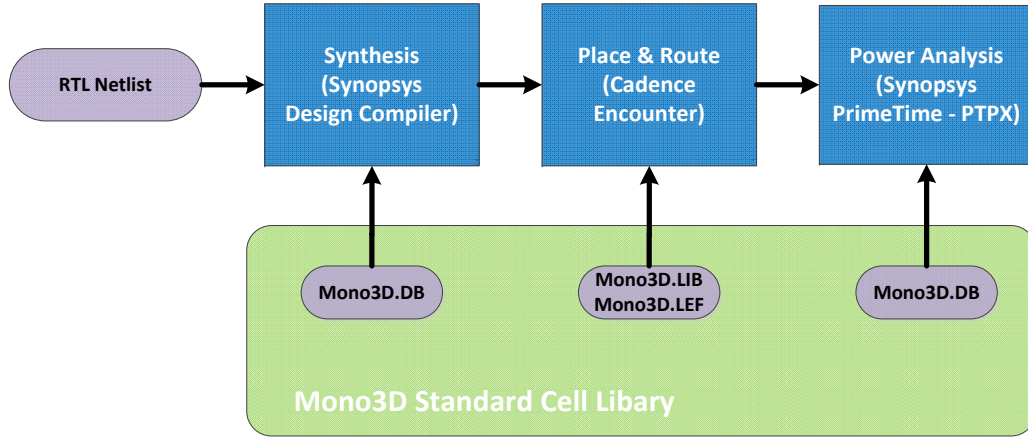 RTL Netlist
Synthesis
(Synopsys
Design Compiler)
Place & Route
(Cadence
Encounter)
Power Analysis
(Synopsys
PrimeTime - PTPX)
Mono3D.DB
Mono3D.LIB
Mono3D.LEF
Mono3D.DB
Mono3D Standard Cell Libary